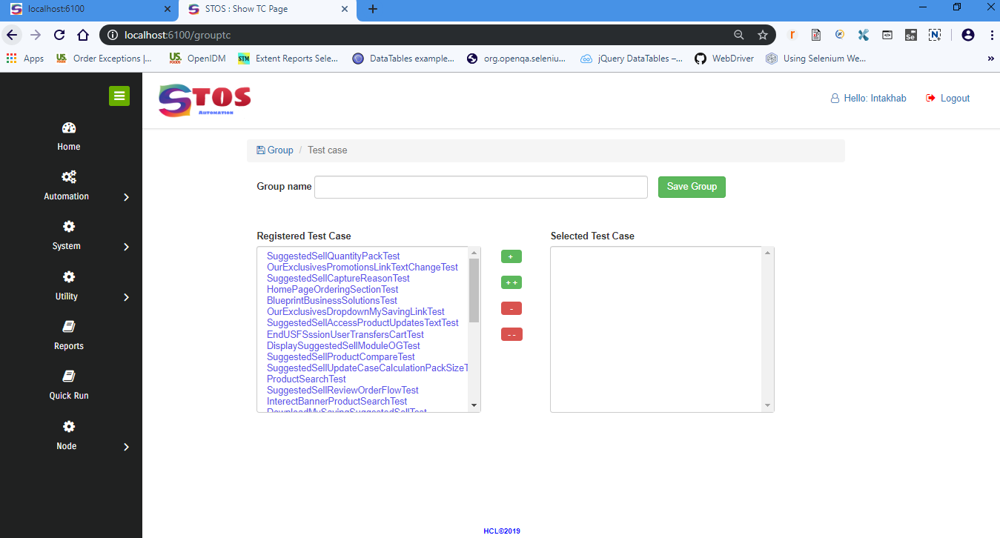 localhost:6100
STOS : Show TC Page
localhost:6100/grouptc
Apps
Order Exceptions |...
OpenIDM
Extent Reports Sele...
DataTables example...
org.openqa.seleniu...
jQuery DataTables –...
WebDriver
Using Selenium We...
STOS
AUTOMATION
Hello: Intakhab
Logout
Home
Automation
System
Utility
Reports
Quick Run
Node
Group / Test case
Group name
Save Group
Registered Test Case
SuggestedSellQuantityPackTest
OurExclusivesPromotionsLinkTextChangeTest
SuggestedSellCaptureReasonTest
HomePageOrderingSectionTest
BlueprintBusinessSolutionsTest
OurExclusivesDropdownMySavingLinkTest
SuggestedSellAccessProductUpdatesTextTest
EndUSFSssionUserTransfersCartTest
DisplaySuggestedSellModuleOGTest
SuggestedSellProductCompareTest
SuggestedSellUpdateCaseCalculationPackSizeT
ProductSearchTest
SuggestedSellReviewOrderFlowTest
InterectBannerProductSearchTest
DownloadMySavingSuggestedSellTest
+
++
-
--
Selected Test Case
HCL©2019